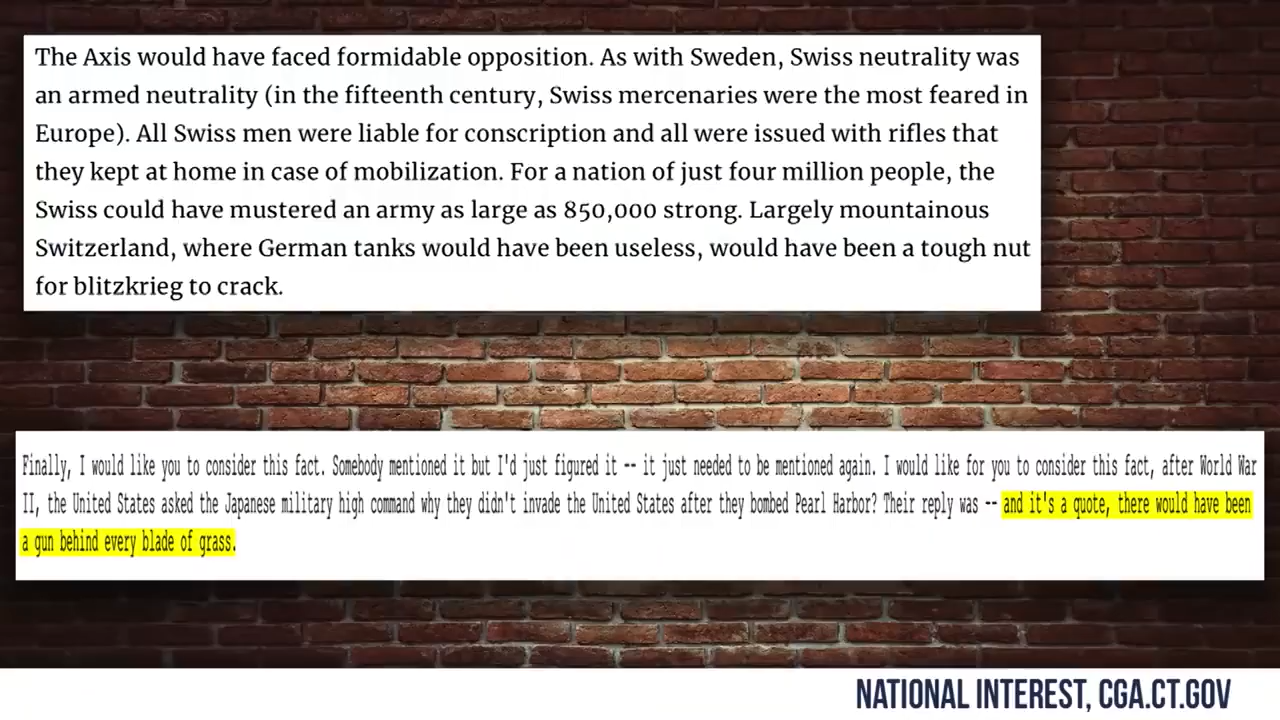 The Axis would have faced formidable opposition. As with Sweden, Swiss neutrality was
an armed neutrality (in the fifteenth century, Swiss mercenaries were the most feared in
Europe). All Swiss men were liable for conscription and all were issued with rifles that
they kept at home in case of mobilization. For a nation of just four million people, the
Swiss could have mustered an army as large as 850,000 strong. Largely mountainous
Switzerland, where German tanks would have been useless, would have been a tough nut
for blitzkrieg to crack.
Finally, I would like you to consider this fact. Somebody mentioned it but I'd just figured it -- it just needed to be mentioned again. I would like for you to consider this fact, after World War
II, the United States asked the Japanese military high command why they didn't invade the United States after they bombed Pearl Harbor? Their reply was -- and it's a quote, there would have been
a gun behind every blade of grass.
NATIONAL INTEREST, CGA.CT.GOV